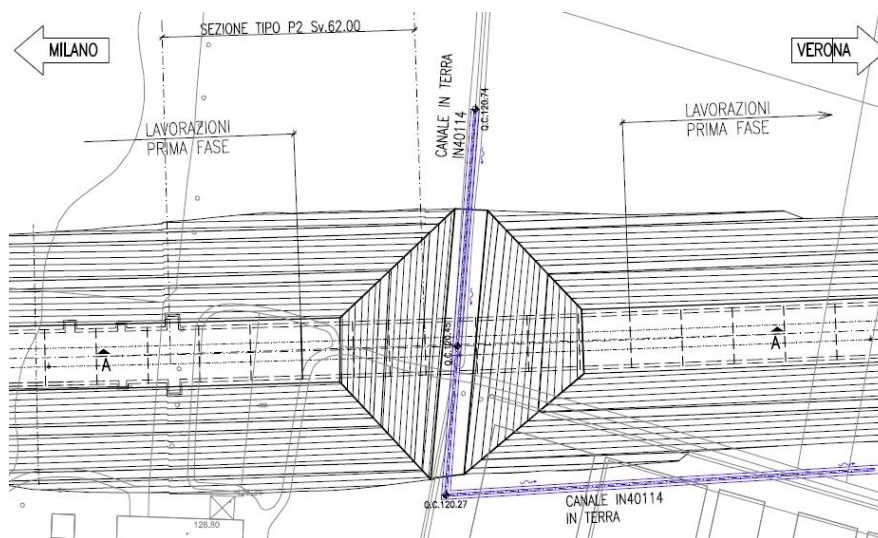 SEZIONE TIPO P2 Sv.62.00
MILANO
VERONA
CANALE IN TERRA
IN40114
Q.C.120.74
LAVORAZIONI
PRIMA FASE
LAVORAZIONI
PRIMA FASE
A
A
Q.C.120.27
CANALE IN40114
IN TERRA
126.80